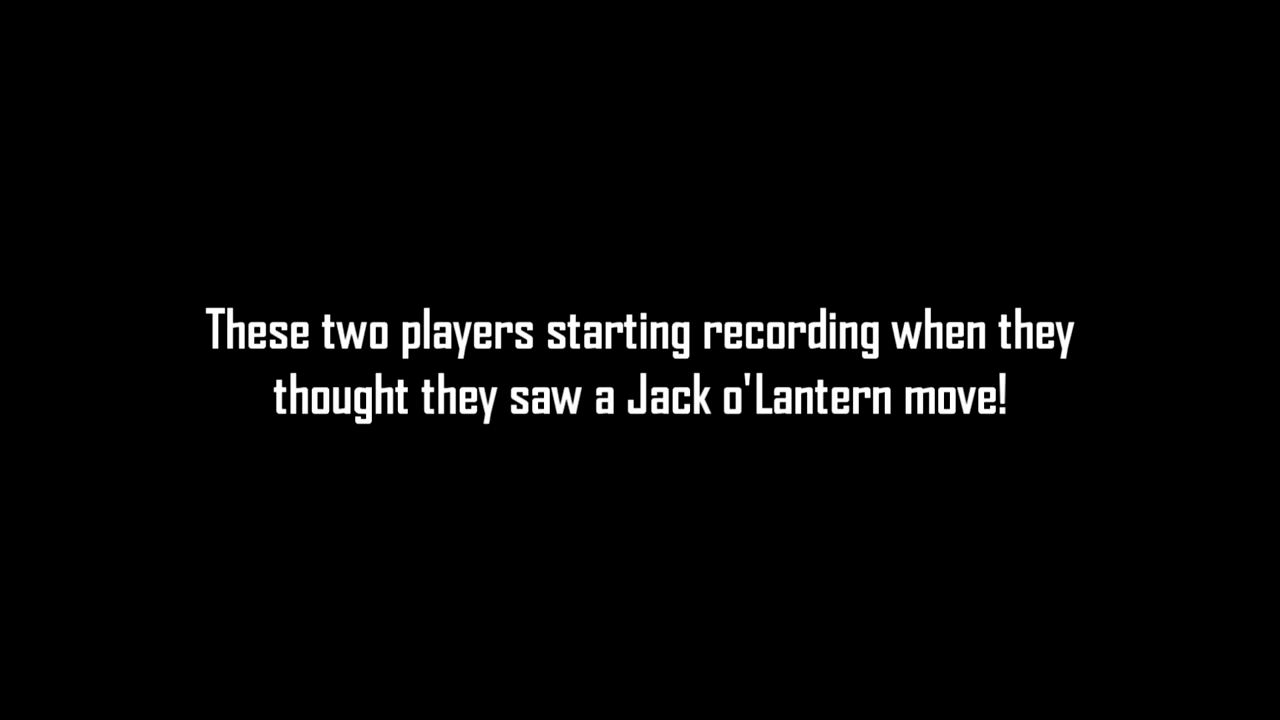 These two players starting recording when they
thought they saw a Jack o'Lantern move!